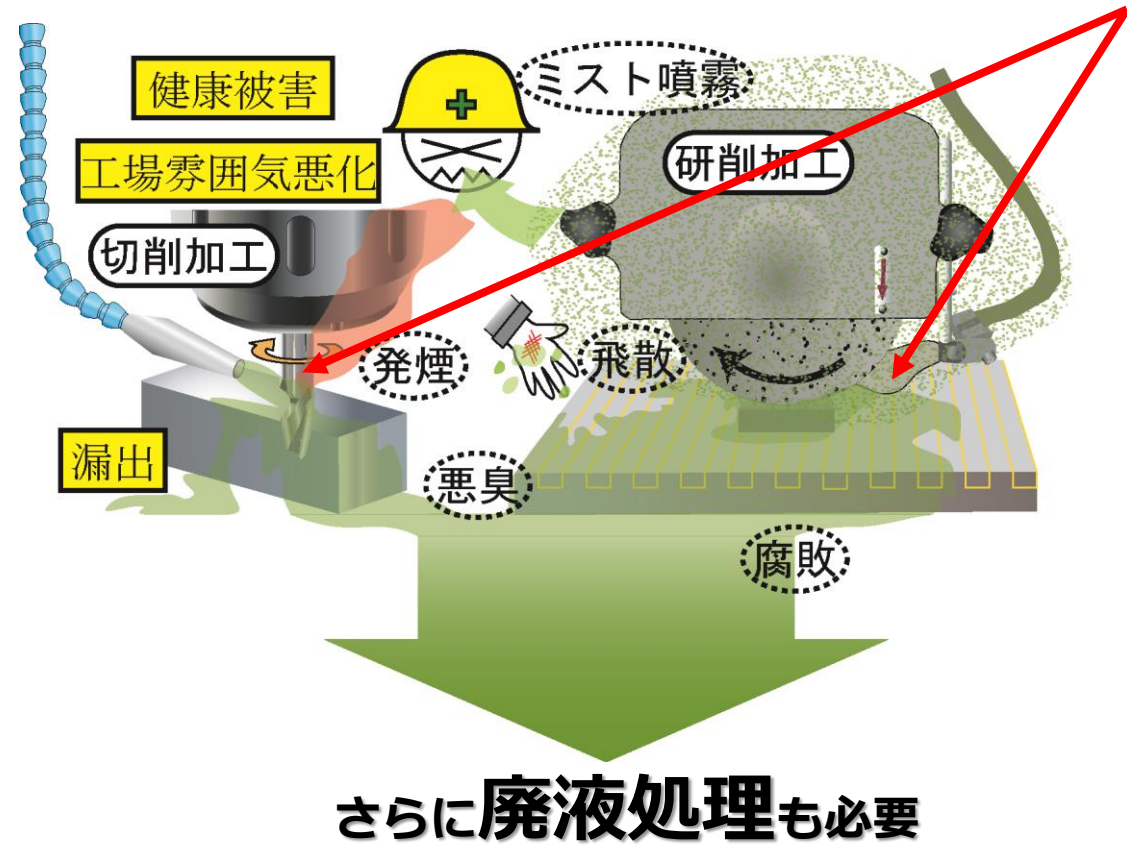 健康被害
ミスト噴霧
工場雰囲気悪化
研削加工
切削加工
発煙
飛散
漏出
悪臭
腐敗
さらに廃液処理も必要